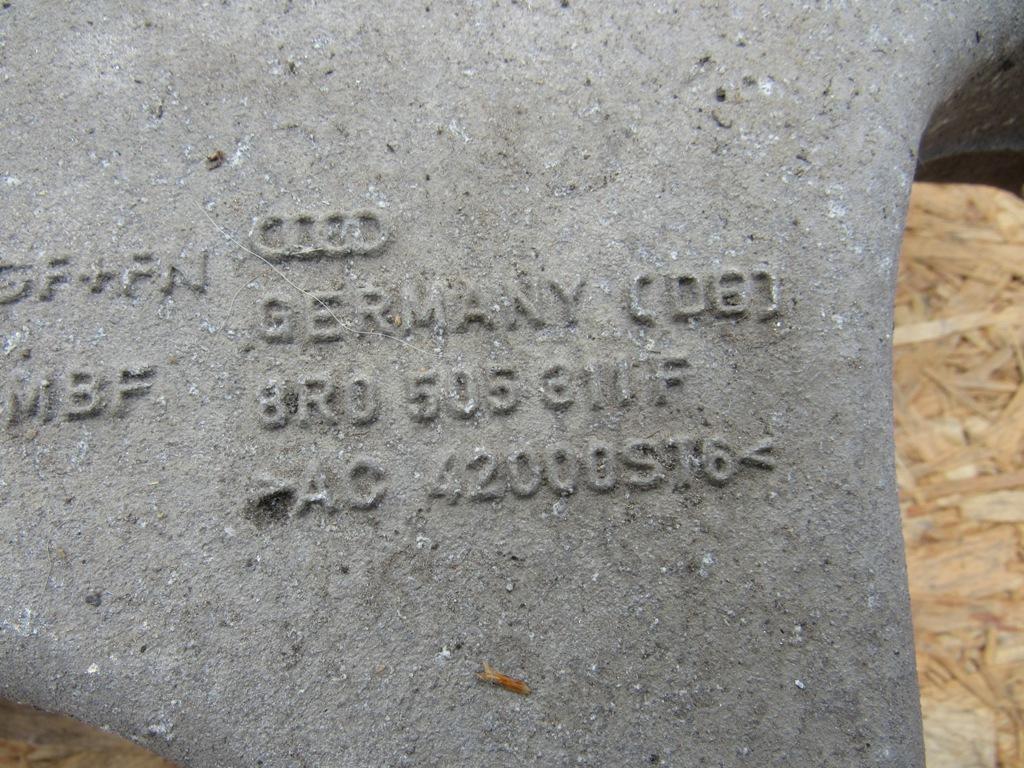 GF+FN
GERMANY [DE]
MBF
8R0 505 311 F
>AC 42000ST6<